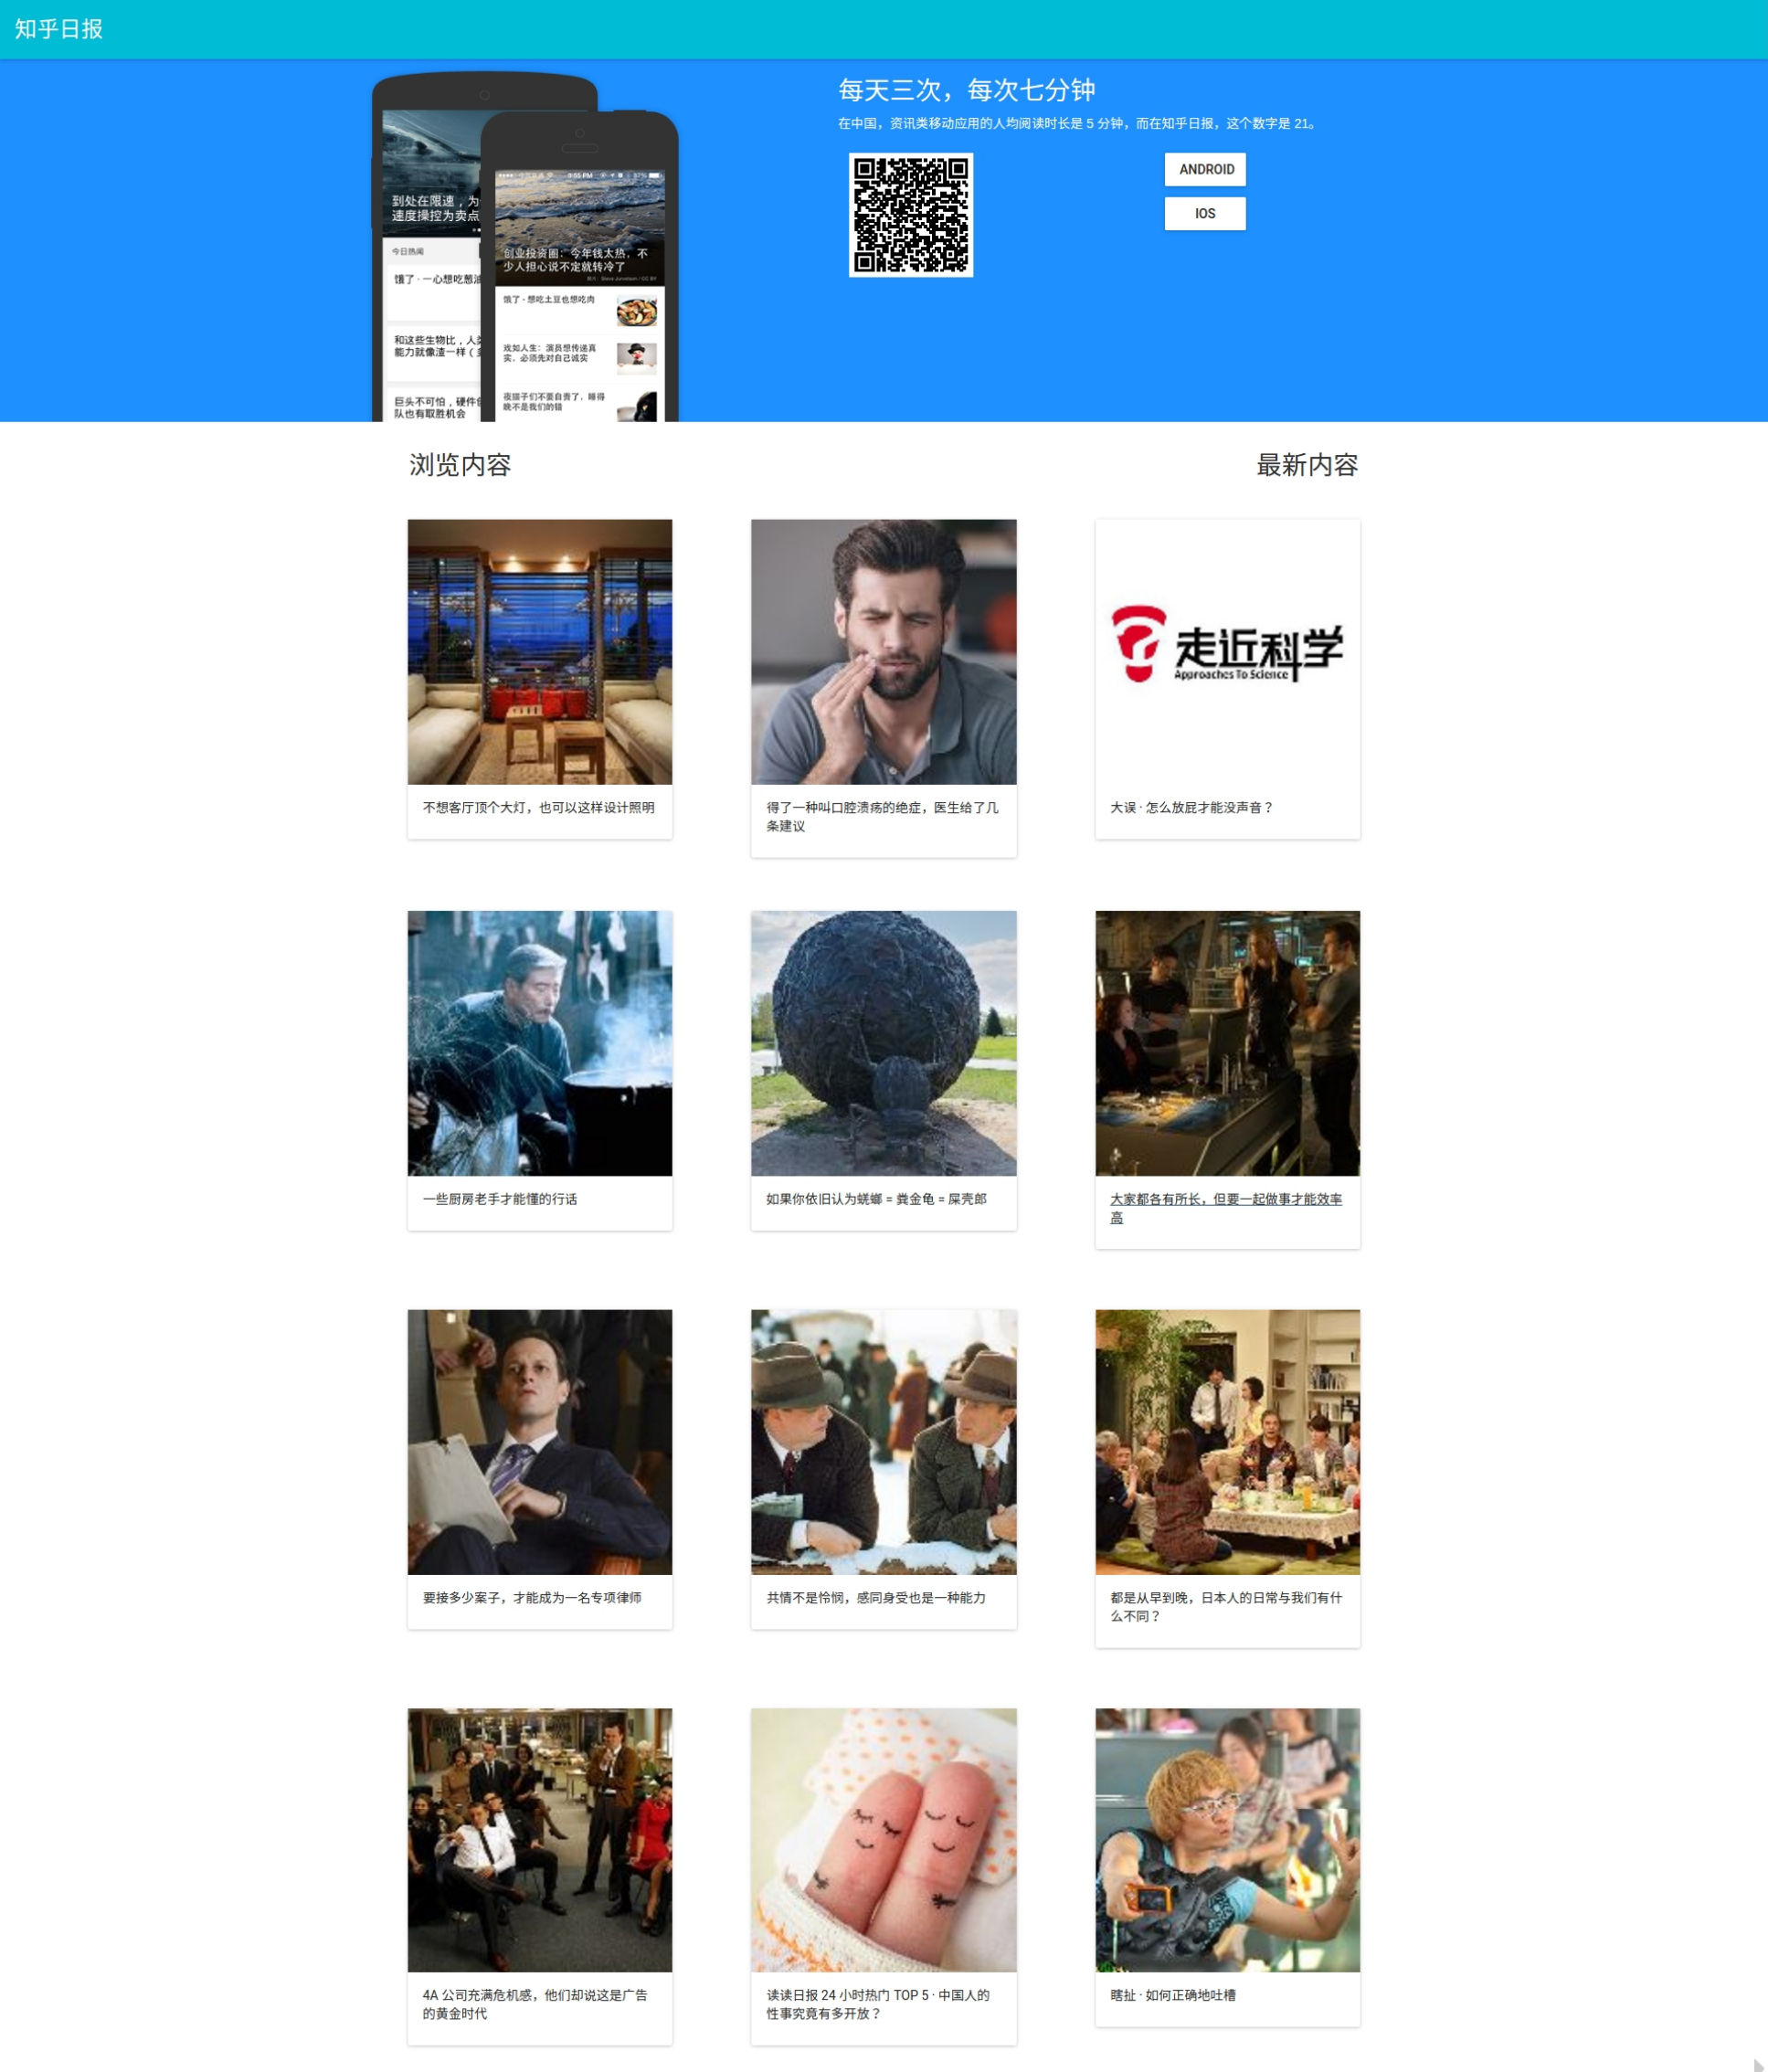 知乎日报
每天三次，每次七分钟
在中国，资讯类移动应用的人均阅读时长是 5 分钟，而在知乎日报，这个数字是 21。
ANDROID
IOS
到处在限速，为
速度操控为卖点
今日热闻
饿了 · 一心想吃葱油
和这些生物比，人类
能力就像渣一样（
巨头不可怕，硬件创
队也有取胜机会
3:55 PM
57%
创业投资圈：今年钱太热，不
少人担心说不定就转冷了
饿了 · 想吃土豆也想吃肉
戏如人生：演员想传递真
实，必须先对自己诚实
夜猫子们不要自责了，睡得
晚不是我们的错
浏览内容
最新内容
不想客厅顶个大灯，也可以这样设计照明
得了一种叫口腔溃疡的绝症，医生给了几
条建议
走近科学
Approaches To Science
大误 · 怎么放屁才能没声音？
一些厨房老手才能懂的行话
如果你依旧认为蜣螂 = 粪金龟 = 屎壳郎
大家都各有所长，但要一起做事才能效率
高
要接多少案子，才能成为一名专项律师
共情不是怜悯，感同身受也是一种能力
都是从早到晚，日本人的日常与我们有什
么不同？
4A 公司充满危机感，他们却说这是广告
的黄金时代
读读日报 24 小时热门 TOP 5 · 中国人的
性事究竟有多开放？
瞎扯 · 如何正确地吐槽